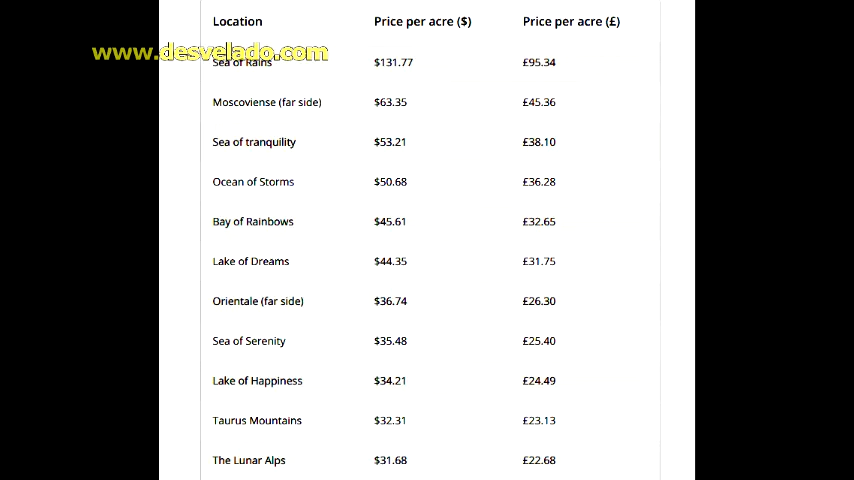 Location Price per acre ($) Price per acre (£)
www.desvelado.com
Sea of Rains $131.77 £95.34
Moscoviense (far side) $63.35 £45.36
Sea of tranquility $53.21 £38.10
Ocean of Storms $50.68 £36.28
Bay of Rainbows $45.61 £32.65
Lake of Dreams $44.35 £31.75
Orientale (far side) $36.74 £26.30
Sea of Serenity $35.48 £25.40
Lake of Happiness $34.21 £24.49
Taurus Mountains $32.31 £23.13
The Lunar Alps $31.68 £22.68